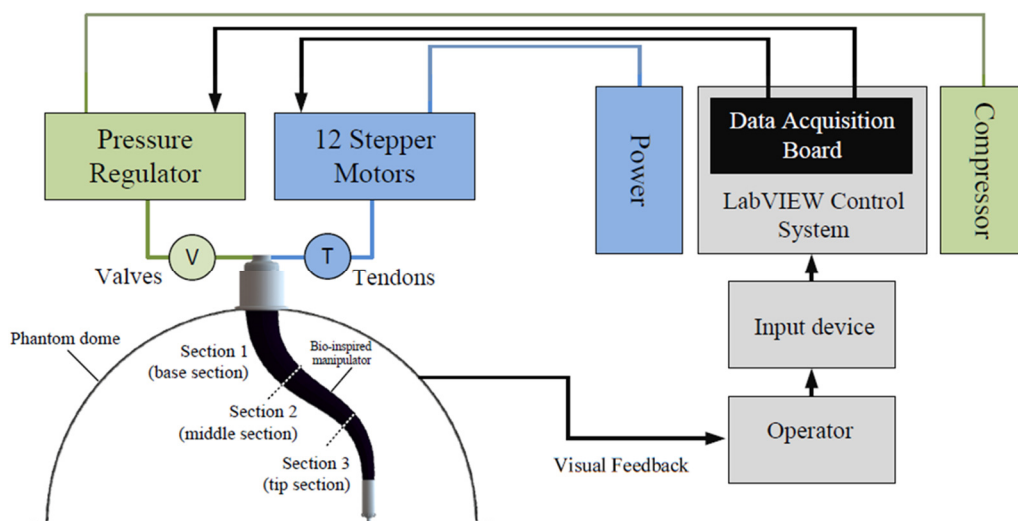 Pressure
Regulator
12 Stepper
Motors
Power
Data Acquisition
Board
LabVIEW Control
System
Compressor
V
Valves
T
Tendons
Phantom dome
Section 1
(base section)
Bio-inspired
manipulator
Section 2
(middle section)
Section 3
(tip section)
Input device
Operator
Visual Feedback